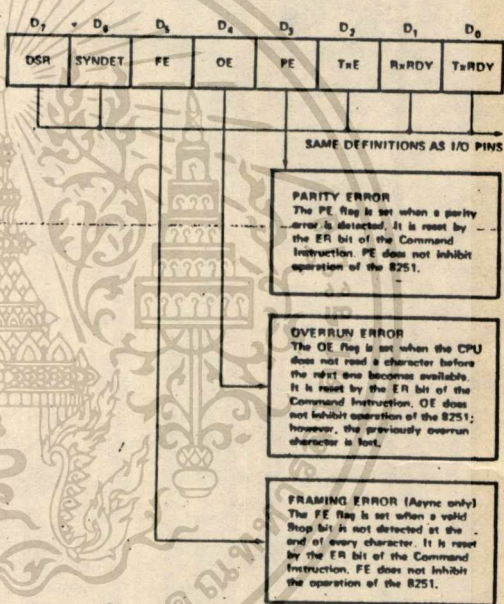 D7 D6 D5 D4 D3 D2 D1 D0
DSR SYNDET FE OE PE TxE RxRDY TxRDY
SAME DEFINITIONS AS I/O PINS
PARITY ERROR
The PE flag is set when a parity
error is detected. It is reset by
the ER bit of the Command
Instruction. PE does not inhibit
operation of the 8251.
OVERRUN ERROR
The OE flag is set when the CPU
does not read a character before
the next one becomes available.
It is reset by the ER bit of the
Command Instruction. OE does
not inhibit operation of the 8251;
however, the previously overrun
character is lost.
FRAMING ERROR (Async only)
The FE flag is set when a valid
Stop bit is not detected at the
end of every character. It is reset
by the ER bit of the Command
Instruction. FE does not inhibit
the operation of the 8251.